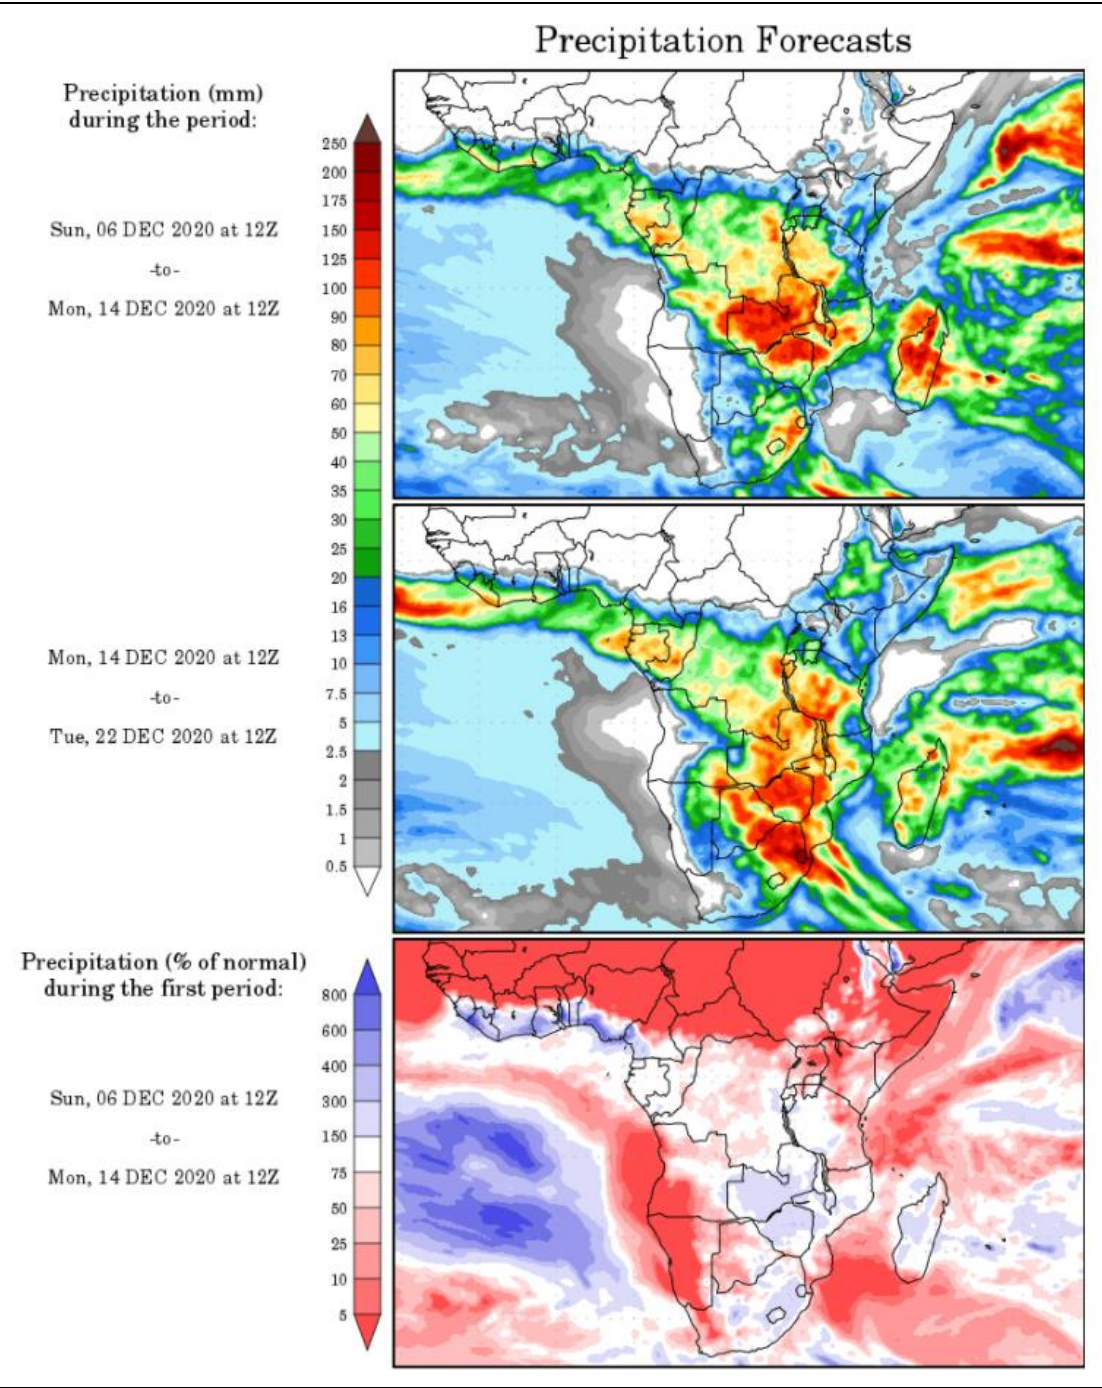 Precipitation Forecasts
Precipitation (mm)
during the period:
250
200
175
150
125
100
90
80
70
60
50
40
35
30
25
20
16
13
10
7.5
5
2.5
2
1.5
1
0.5
Sun, 06 DEC 2020 at 12Z
-to-
Mon, 14 DEC 2020 at 12Z
Mon, 14 DEC 2020 at 12Z
-to-
Tue, 22 DEC 2020 at 12Z
Precipitation (% of normal)
during the first period:
800
600
400
300
150
75
50
25
10
5
Sun, 06 DEC 2020 at 12Z
-to-
Mon, 14 DEC 2020 at 12Z